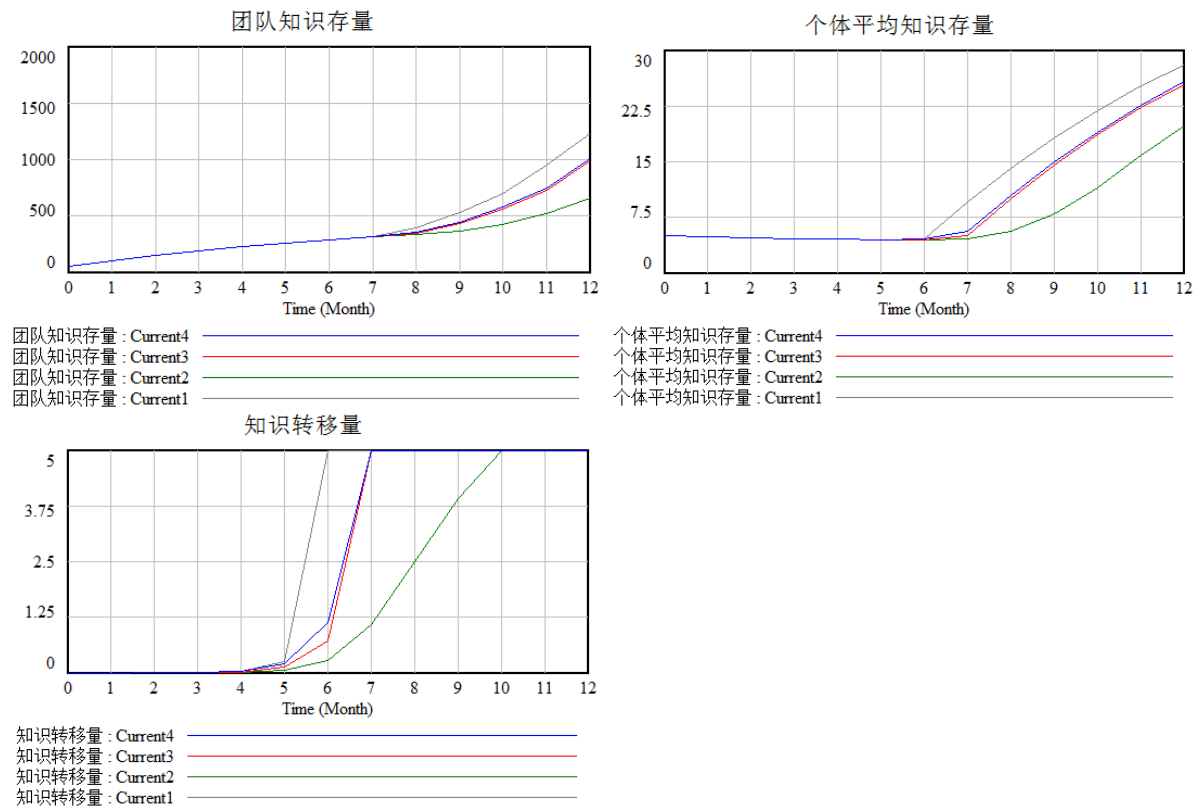 团队知识存量
2000
1500
1000
500
0
0 1 2 3 4 5 6 7 8 9 10 11 12
Time (Month)
团队知识存量 : Current4
团队知识存量 : Current3
团队知识存量 : Current2
团队知识存量 : Current1
个体平均知识存量
30
22.5
15
7.5
0
0 1 2 3 4 5 6 7 8 9 10 11 12
Time (Month)
个体平均知识存量 : Current4
个体平均知识存量 : Current3
个体平均知识存量 : Current2
个体平均知识存量 : Current1
知识转移量
5
3.75
2.5
1.25
0
0 1 2 3 4 5 6 7 8 9 10 11 12
Time (Month)
知识转移量 : Current4
知识转移量 : Current3
知识转移量 : Current2
知识转移量 : Current1